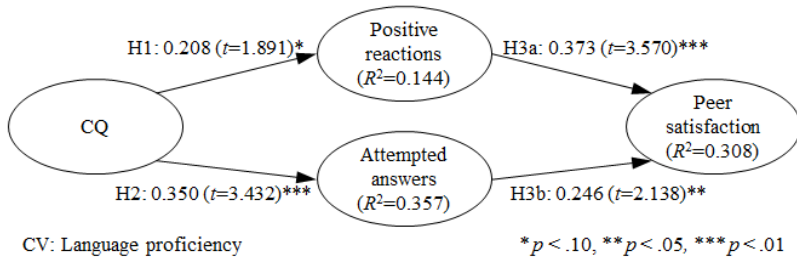 H1: 0.208 (t=1.891)*
Positive
reactions
(R²=0.144)
H3a: 0.373 (t=3.570)***
CQ
Peer
satisfaction
(R²=0.308)
H2: 0.350 (t=3.432)***
Attempted
answers
(R²=0.357)
H3b: 0.246 (t=2.138)**
CV: Language proficiency
*p < .10, **p < .05, ***p < .01